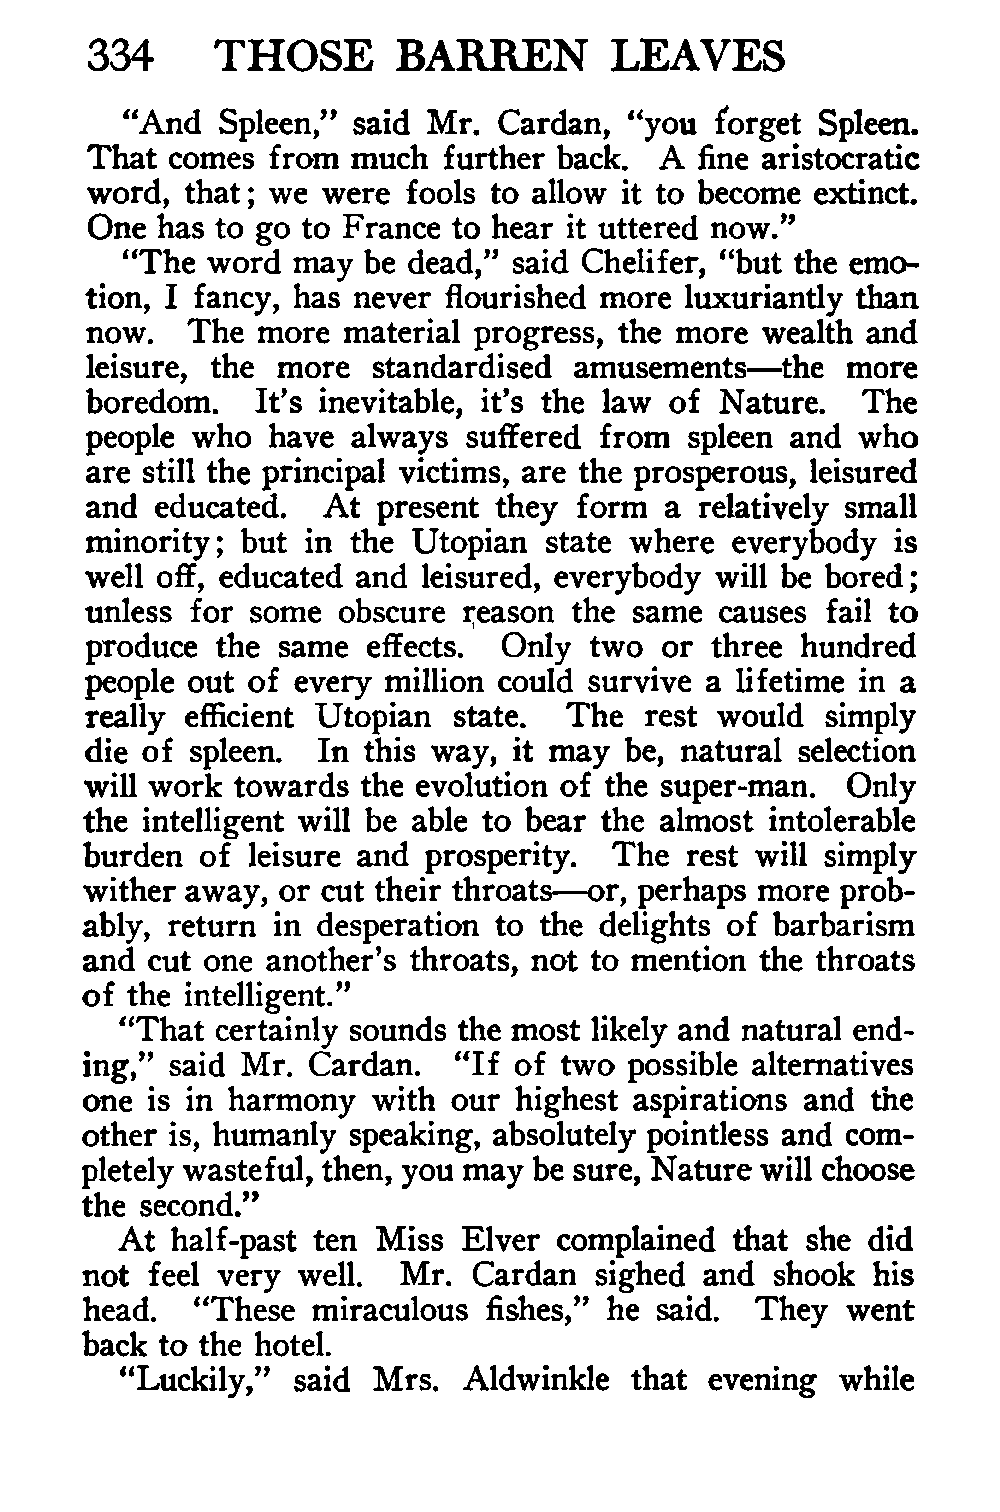 334 THOSE BARREN LEAVES
“And Spleen,” said Mr. Cardan, “you forget Spleen.
That comes from much further back. A fine aristocratic
word, that; we were fools to allow it to become extinct.
One has to go to France to hear it uttered now.”
“The word may be dead,” said Chelifer, “but the emo-
tion, I fancy, has never flourished more luxuriantly than
now. The more material progress, the more wealth and
leisure, the more standardised amusements—the more
boredom. It’s inevitable, it’s the law of Nature. The
people who have always suffered from spleen and who
are still the principal victims, are the prosperous, leisured
and educated. At present they form a relatively small
minority; but in the Utopian state where everybody is
well off, educated and leisured, everybody will be bored;
unless for some obscure reason the same causes fail to
produce the same effects. Only two or three hundred
people out of every million could survive a lifetime in a
really efficient Utopian state. The rest would simply
die of spleen. In this way, it may be, natural selection
will work towards the evolution of the super-man. Only
the intelligent will be able to bear the almost intolerable
burden of leisure and prosperity. The rest will simply
wither away, or cut their throats—or, perhaps more prob-
ably, return in desperation to the delights of barbarism
and cut one another’s throats, not to mention the throats
of the intelligent.”
“That certainly sounds the most likely and natural end-
ing,” said Mr. Cardan. “If of two possible alternatives
one is in harmony with our highest aspirations and the
other is, humanly speaking, absolutely pointless and com-
pletely wasteful, then, you may be sure, Nature will choose
the second.”
At half-past ten Miss Elver complained that she did
not feel very well. Mr. Cardan sighed and shook his
head. “These miraculous fishes,” he said. They went
back to the hotel.
“Luckily,” said Mrs. Aldwinkle that evening while